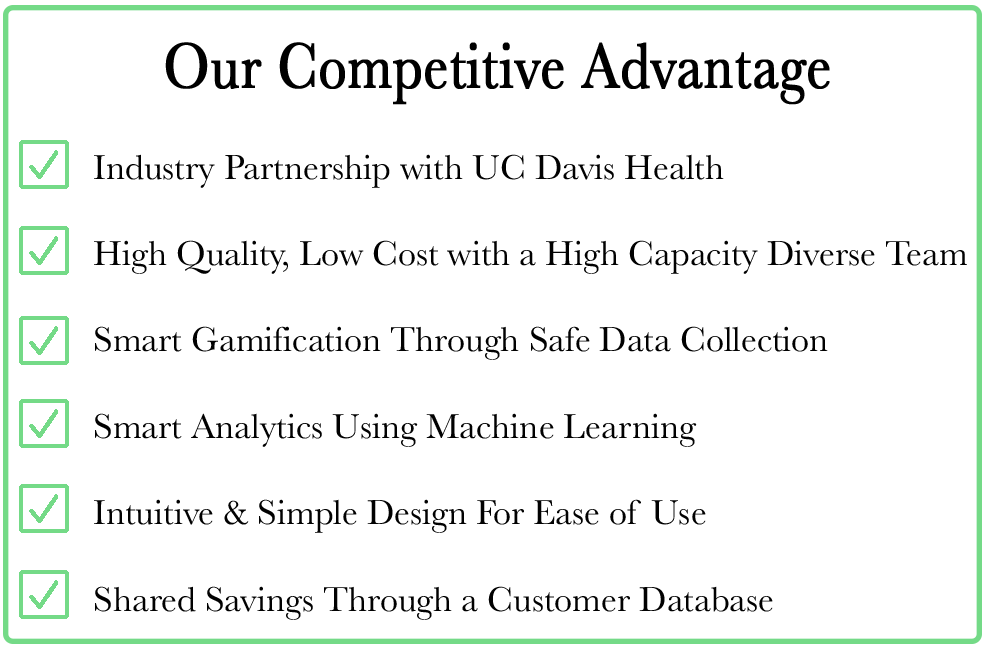 Our Competitive Advantage
Industry Partnership with UC Davis Health
High Quality, Low Cost with a High Capacity Diverse Team
Smart Gamification Through Safe Data Collection
Smart Analytics Using Machine Learning
Intuitive & Simple Design For Ease of Use
Shared Savings Through a Customer Database